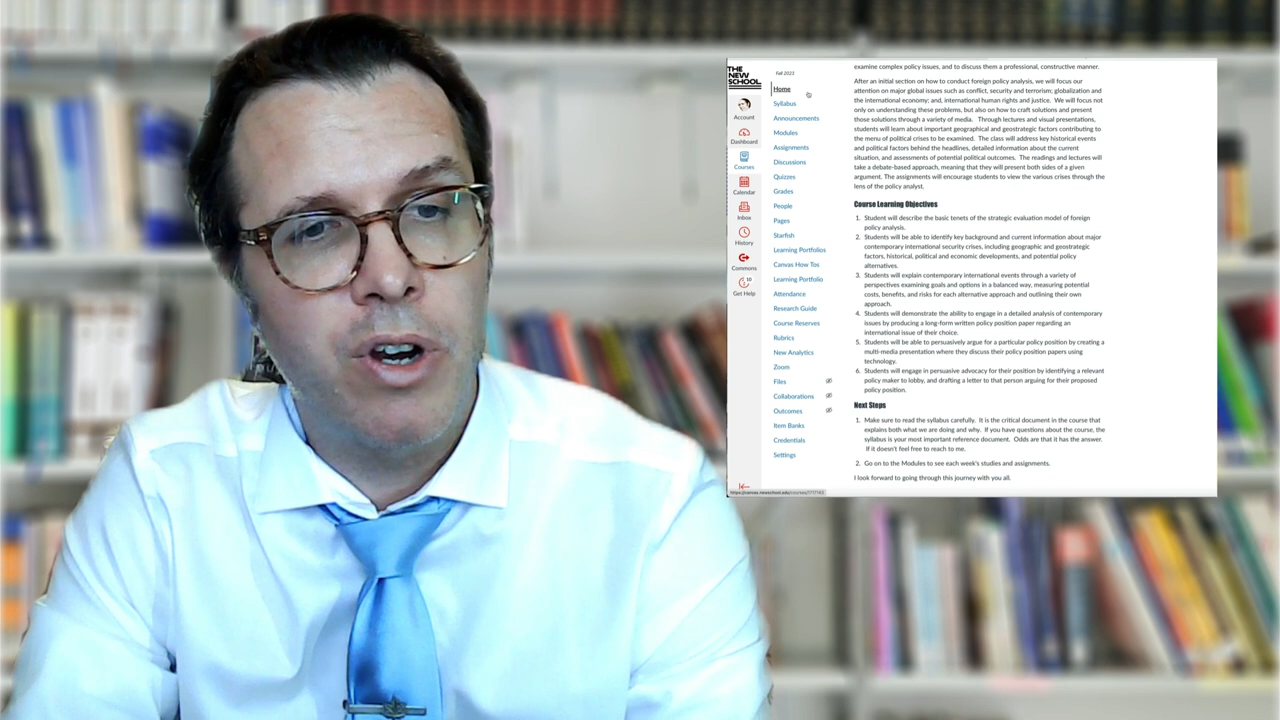 THE
NEW
SCHOOL
Account
Dashboard
Courses
Calendar
Inbox
History
Commons
10
Get Help
Fall 2023
Home
Syllabus
Announcements
Modules
Assignments
Discussions
Quizzes
Grades
People
Pages
Starfish
Learning Portfolios
Canvas How Tos
Learning Portfolio
Attendance
Research Guide
Course Reserves
Rubrics
New Analytics
Zoom
Files
Collaborations
Outcomes
Item Banks
Credentials
Settings
examine complex policy issues, and to discuss them a professional, constructive manner.
After an initial section on how to conduct foreign policy analysis, we will focus our
attention on major global issues such as conflict, security and terrorism; globalization and
the international economy; and, international human rights and justice. We will focus not
only on understanding these problems, but also on how to craft solutions and present
those solutions through a variety of media. Through lectures and visual presentations,
students will learn about important geographical and geostrategic factors contributing to
the menu of political crises to be examined. The class will address key historical events
and political factors behind the headlines, detailed information about the current
situation, and assessments of potential political outcomes. The readings and lectures will
take a debate-based approach, meaning that they will present both sides of a given
argument. The assignments will encourage students to view the various crises through the
lens of the policy analyst.
Course Learning Objectives
1. Student will describe the basic tenets of the strategic evaluation model of foreign
policy analysis.
2. Students will be able to identify key background and current information about major
contemporary international security crises, including geographic and geostrategic
factors, historical, political and economic developments, and potential policy
alternatives.
3. Students will explain contemporary international events through a variety of
perspectives examining goals and options in a balanced way, measuring potential
costs, benefits, and risks for each alternative approach and outlining their own
approach.
4. Students will demonstrate the ability to engage in a detailed analysis of contemporary
issues by producing a long-form written policy position paper regarding an
international issue of their choice.
5. Students will be able to persuasively argue for a particular policy position by creating a
multi-media presentation where they discuss their policy position papers using
technology.
6. Students will engage in persuasive advocacy for their position by identifying a relevant
policy maker to lobby, and drafting a letter to that person arguing for their proposed
policy position.
Next Steps
1. Make sure to read the syllabus carefully. It is the critical document in the course that
explains both what we are doing and why. If you have questions about the course, the
syllabus is your most important reference document. Odds are that it has the answer.
If it doesn't feel free to reach to me.
2. Go on to the Modules to see each week's studies and assignments.
I look forward to going through this journey with you all.